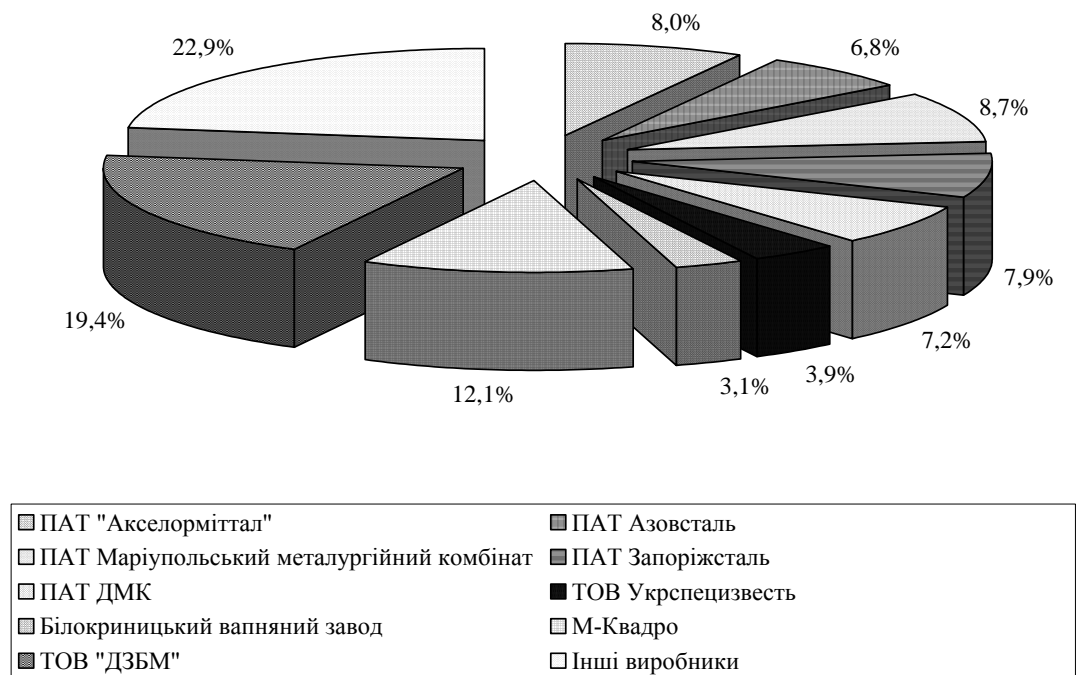 22,9%
8,0%
6,8%
8,7%
7,9%
7,2%
3,9%
3,1%
12,1%
19,4%
ПАТ "Акселорміттал"
ПАТ Азовсталь
ПАТ Маріупольський металургійний комбінат
ПАТ Запоріжсталь
ПАТ ДМК
ТОВ Укрспецизвесть
Білокриницький вапняний завод
М-Квадро
ТОВ "ДЗБМ"
Інші виробники